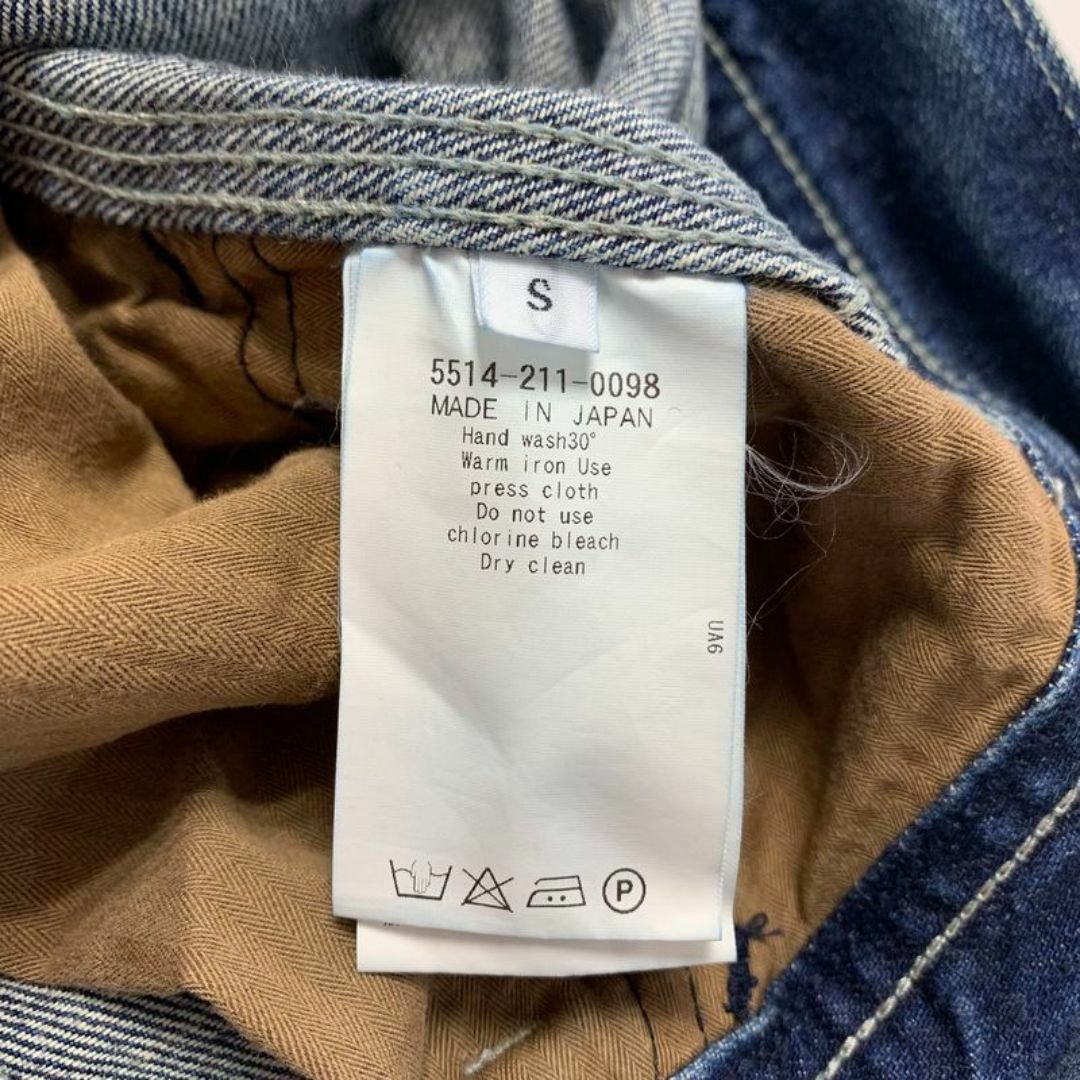 S
5514-211-0098
MADE IN JAPAN
Hand wash30°
Warm iron Use
press cloth
Do not use
chlorine bleach
Dry clean
UA6
P